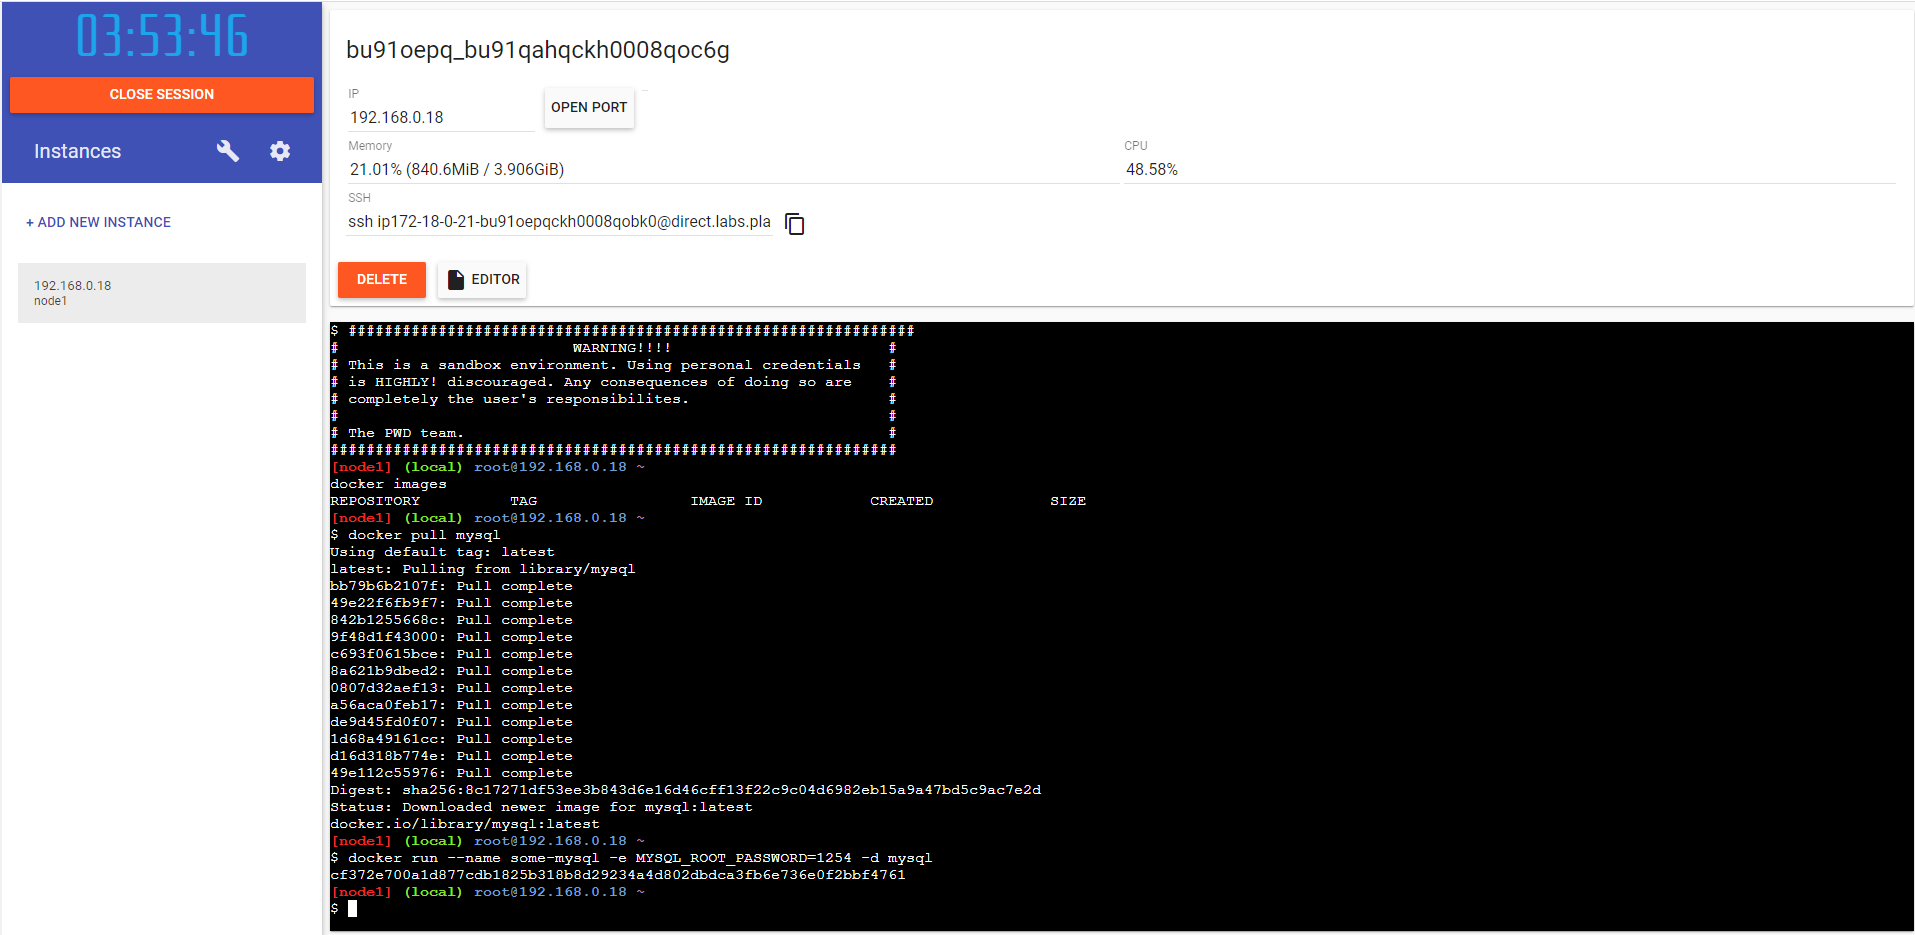 03:53:46
CLOSE SESSION
Instances
+ ADD NEW INSTANCE
192.168.0.18
node1
bu91oepq_bu91qahqckh0008qoc6g
IP
192.168.0.18
OPEN PORT
Memory
21.01% (840.6MiB / 3.906GiB)
CPU
48.58%
SSH
ssh ip172-18-0-21-bu91oepqckh0008qobk0@direct.labs.pla
DELETE
EDITOR
$ ###############################################################
# WARNING!!!! #
# This is a sandbox environment. Using personal credentials #
# is HIGHLY! discouraged. Any consequences of doing so are #
# completely the user's responsibilites. #
# #
# The PWD team. #
###############################################################
[node1] (local) root@192.168.0.18 ~
docker images
REPOSITORY TAG IMAGE ID CREATED SIZE
[node1] (local) root@192.168.0.18 ~
$ docker pull mysql
Using default tag: latest
latest: Pulling from library/mysql
bb79b6b2107f: Pull complete
49e22f6fb9f7: Pull complete
842b1255668c: Pull complete
9f48d1f43000: Pull complete
c693f0615bce: Pull complete
8a621b9dbed2: Pull complete
0807d32aef13: Pull complete
a56aca0feb17: Pull complete
de9d45fd0f07: Pull complete
1d68a49161cc: Pull complete
d16d318b774e: Pull complete
49e112c55976: Pull complete
Digest: sha256:8c17271df53ee3b843d6e16d46cff13f22c9c04d6982eb15a9a47bd5c9ac7e2d
Status: Downloaded newer image for mysql:latest
docker.io/library/mysql:latest
[node1] (local) root@192.168.0.18 ~
$ docker run --name some-mysql -e MYSQL_ROOT_PASSWORD=1254 -d mysql
cf372e700a1d877cdb1825b318b8d29234a4d802dbdca3fb6e736e0f2bbf4761
[node1] (local) root@192.168.0.18 ~
$